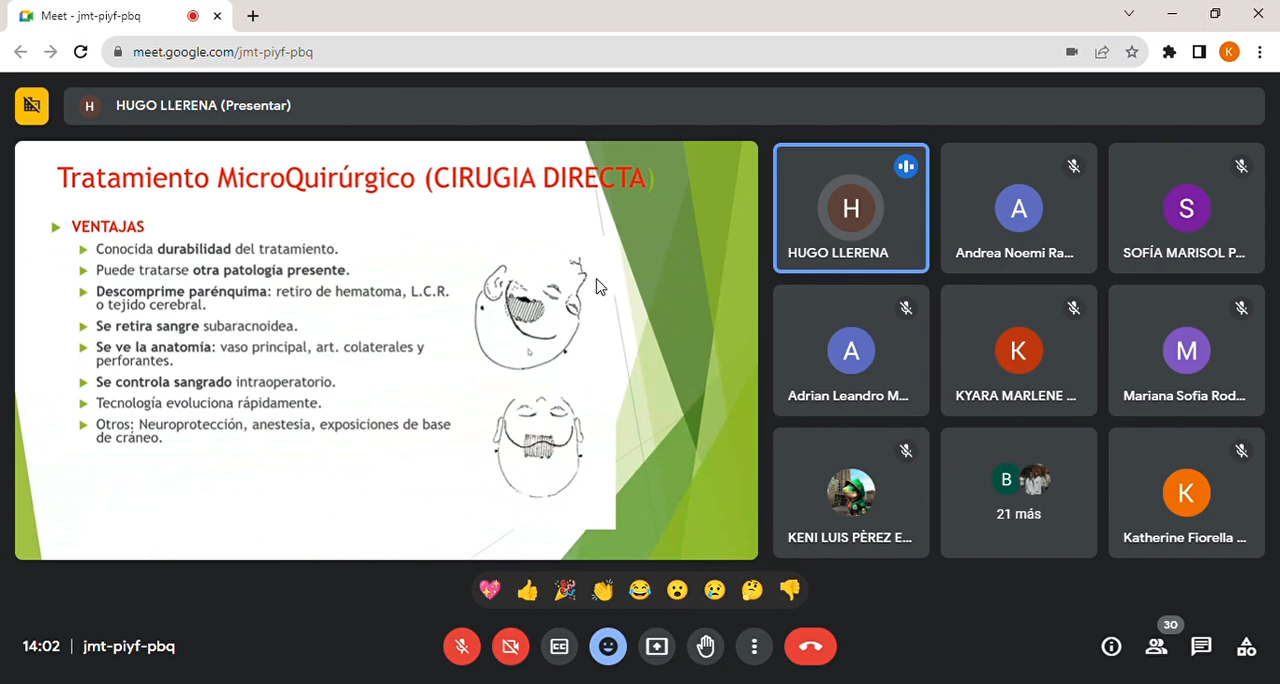 Meet - jmt-piyf-pbq
meet.google.com/jmt-piyf-pbq
K
H
HUGO LLERENA (Presentar)
Tratamiento MicroQuirúrgico (CIRUGIA DIRECTA)
VENTAJAS
Conocida durabilidad del tratamiento.
Puede tratarse otra patología presente.
Descomprime parénquima: retiro de hematoma, L.C.R.
o tejido cerebral.
Se retira sangre subaracnoidea.
Se ve la anatomía: vaso principal, art. colaterales y
perforantes.
Se controla sangrado intraoperatorio.
Tecnología evoluciona rápidamente.
Otros: Neuroprotección, anestesia, exposiciones de base
de cráneo.
H
HUGO LLERENA
A
Andrea Noemi Ra...
S
SOFÍA MARISOL P...
A
Adrian Leandro M...
K
KYARA MARLENE ...
M
Mariana Sofia Rod...
KENI LUIS PÈREZ E...
B
21 más
K
Katherine Fiorella ...
14:02 | jmt-piyf-pbq
CC
30